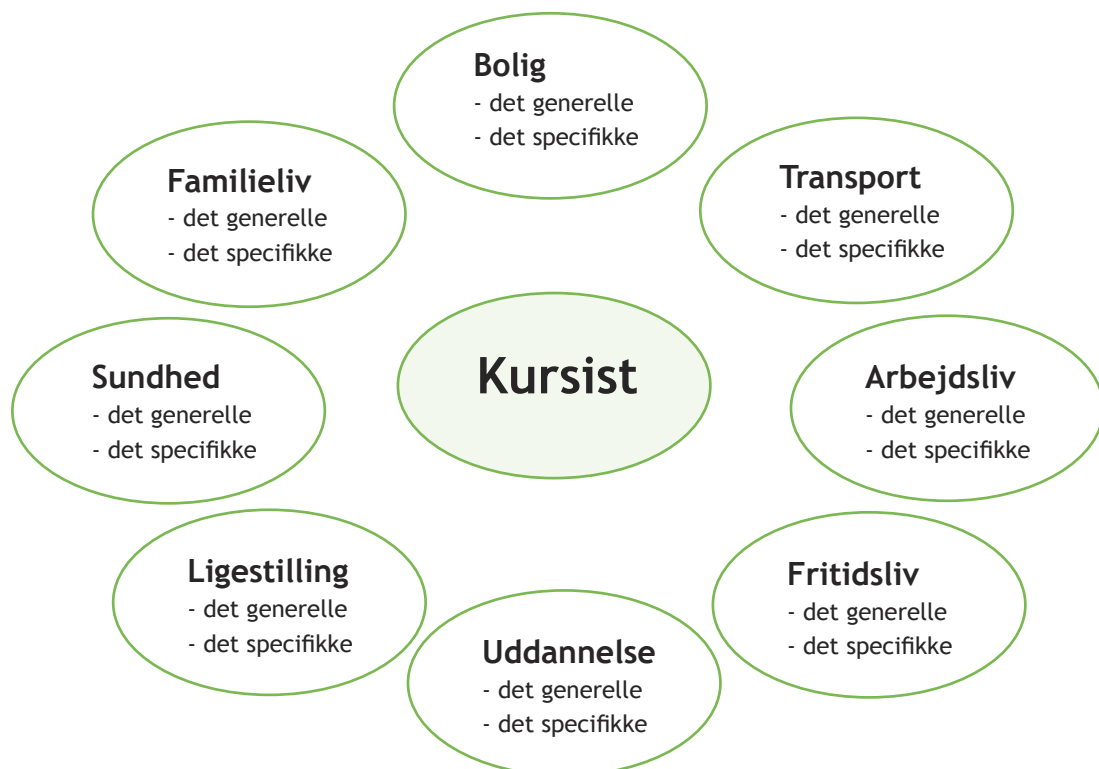 Bolig
- det generelle
- det specifikke
Familieliv
- det generelle
- det specifikke
Transport
- det generelle
- det specifikke
Kursist
Sundhed
- det generelle
- det specifikke
Arbejdsliv
- det generelle
- det specifikke
Ligestilling
- det generelle
- det specifikke
Fritidsliv
- det generelle
- det specifikke
Uddannelse
- det generelle
- det specifikke